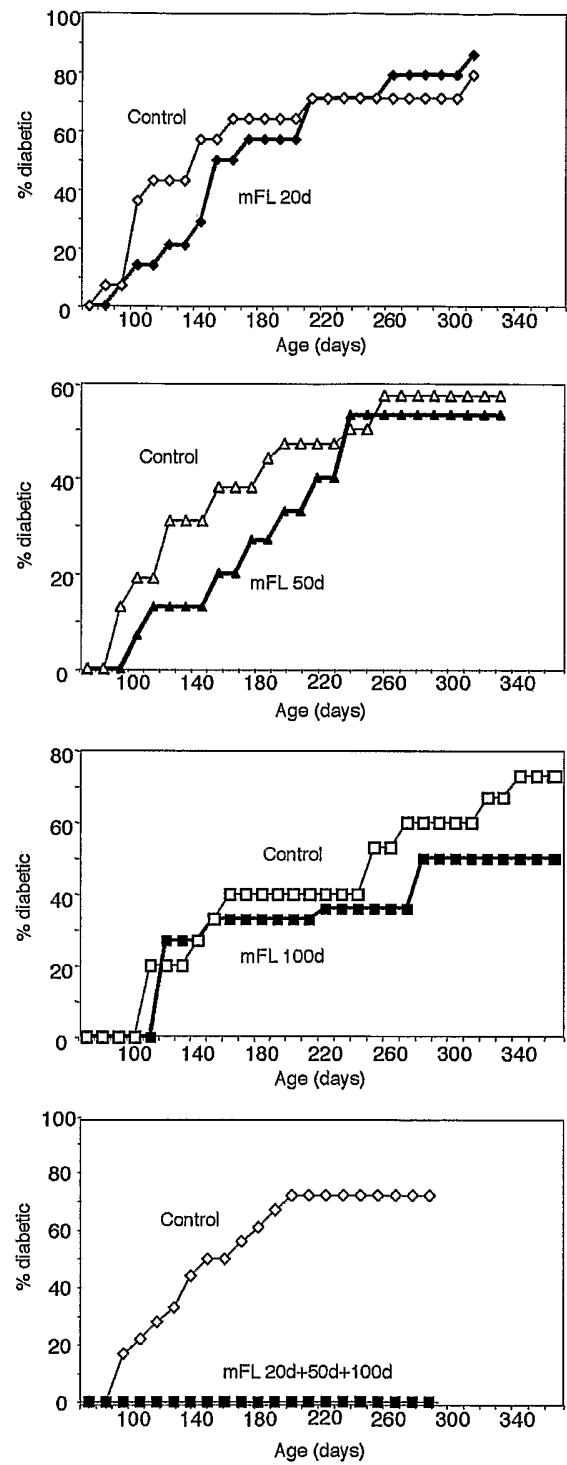 100
80
60
40
20
0
% diabetic
Control
mFL 20d
100 140 180 220 260 300 340
Age (days)
60
40
20
0
% diabetic
Control
mFL 50d
100 140 180 220 260 300 340
Age (days)
80
60
40
20
0
% diabetic
Control
mFL 100d
100 140 180 220 260 300 340
Age (days)
100
80
60
40
20
0
% diabetic
Control
mFL 20d+50d+100d
100 140 180 220 260 300 340
Age (days)